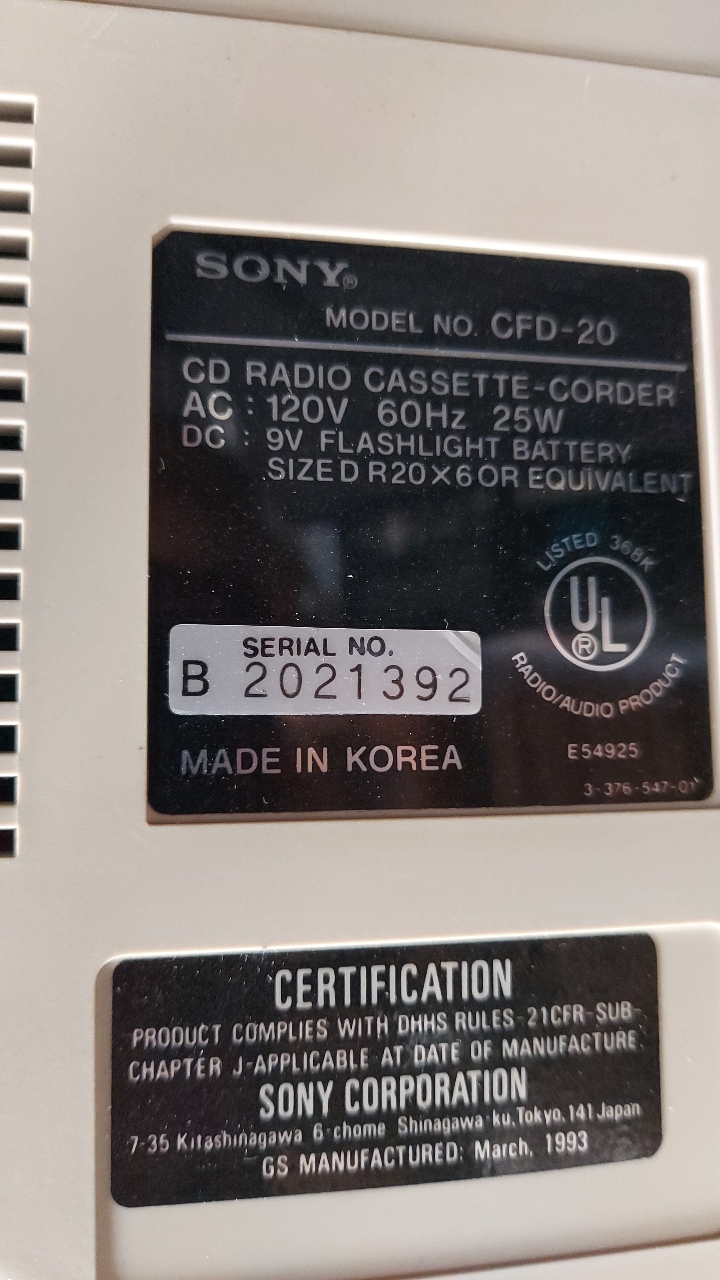 SONY®
MODEL NO. CFD-20
CD RADIO CASSETTE-CORDER
AC : 120V 60Hz 25W
DC : 9V FLASHLIGHT BATTERY
SIZE D R20X6 OR EQUIVALENT
LISTED 368K
UL®
RADIO/AUDIO PRODUCT
SERIAL NO.
B 2021392
MADE IN KOREA
E54925
3-376-547-01
CERTIFICATION
PRODUCT COMPLIES WITH DHHS RULES-21CFR-SUB-
CHAPTER J-APPLICABLE AT DATE OF MANUFACTURE
SONY CORPORATION
7-35 Kitashinagawa 6-chome Shinagawa-ku, Tokyo, 141 Japan
GS MANUFACTURED: March, 1993